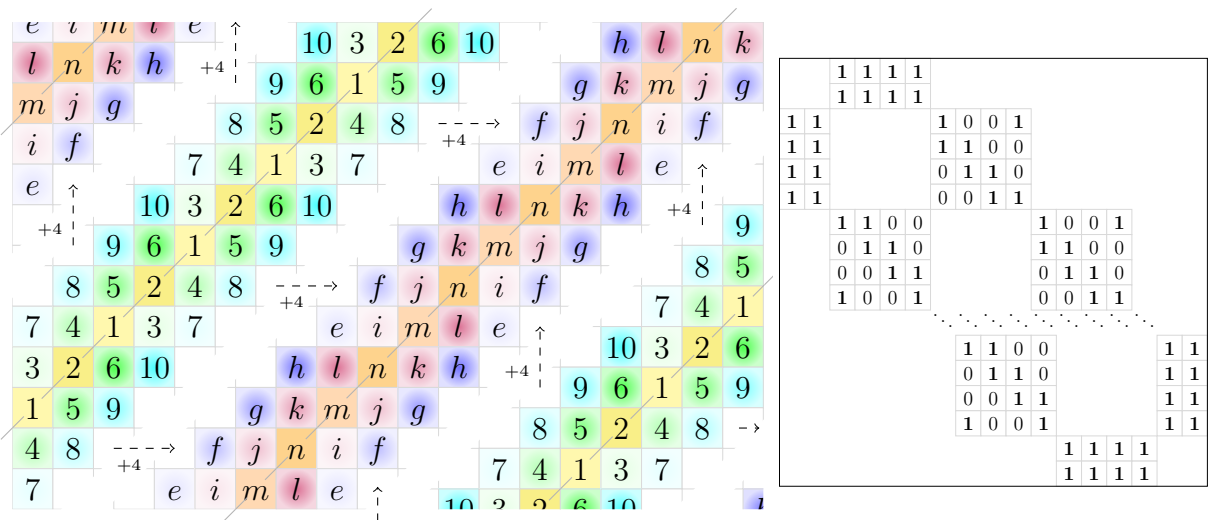 e i m l e
10 3 2 6 10 h l n k
l n k h +4
9 6 1 5 9 g k m j g
m j g
8 5 2 4 8 +4 f j n i f
i f
7 4 1 3 7 e i m l e
e
10 3 2 6 10 h l n k h +4
+4 9
9 6 1 5 9 g k m j g
8 5
8 5 2 4 8 +4 f j n i f
7 4 1
7 4 1 3 7 e i m l e
10 3 2 6
3 2 6 10 h l n k h +4
9 6 1 5 9
1 5 9 g k m j g
8 5 2 4 8
4 8 +4 f j n i f
7 4 1 3 7
7 e i m l e
10 3 2 6 10
1 1 1 1
1 1 1 1
1 1 1 0 0 1
1 1 1 1 0 0
1 1 0 1 1 0
1 1 0 0 1 1
1 1 0 0 1 0 0 1
0 1 1 0 1 1 0 0
0 0 1 1 0 1 1 0
1 0 0 1 0 0 1 1
1 1 0 0 1 1
0 1 1 0 1 1
0 0 1 1 1 1
1 0 0 1 1 1
1 1 1 1
1 1 1 1